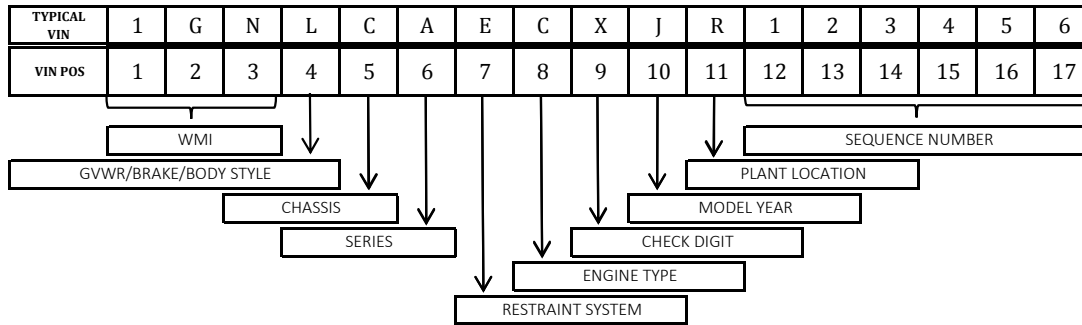 TYPICAL VIN 1 G N L C A E C X J R 1 2 3 4 5 6
VIN POS 1 2 3 4 5 6 7 8 9 10 11 12 13 14 15 16 17
WMI SEQUENCE NUMBER
GVWR/BRAKE/BODY STYLE PLANT LOCATION
CHASSIS MODEL YEAR
SERIES CHECK DIGIT
ENGINE TYPE
RESTRAINT SYSTEM